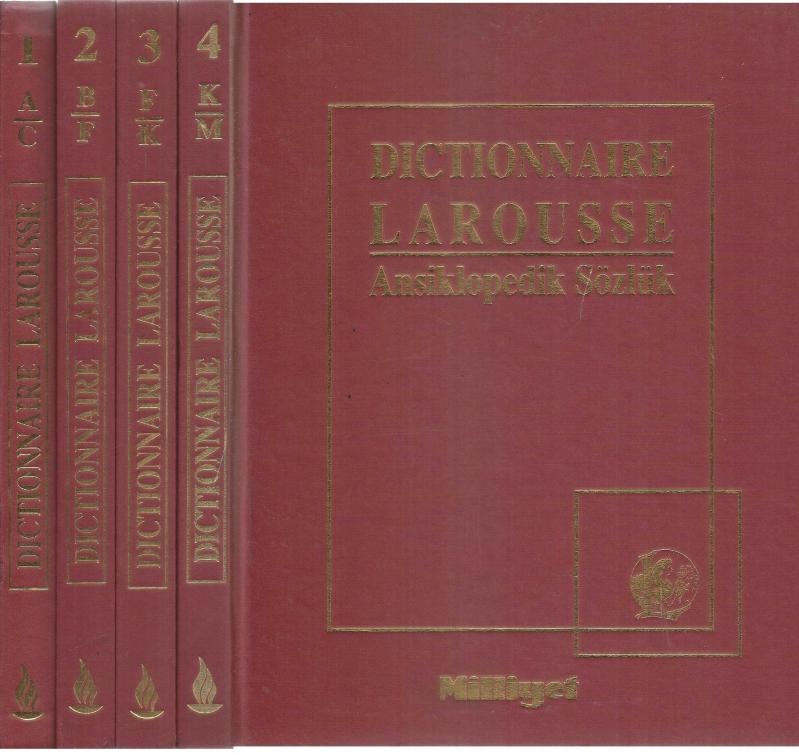 1
A
C
DICTIONNAIRE LAROUSSE
2
B
F
DICTIONNAIRE LAROUSSE
3
F
K
DICTIONNAIRE LAROUSSE
4
K
M
DICTIONNAIRE LAROUSSE
DICTIONNAIRE
LAROUSSE
Ansiklopedik Sözlük
Milliyet